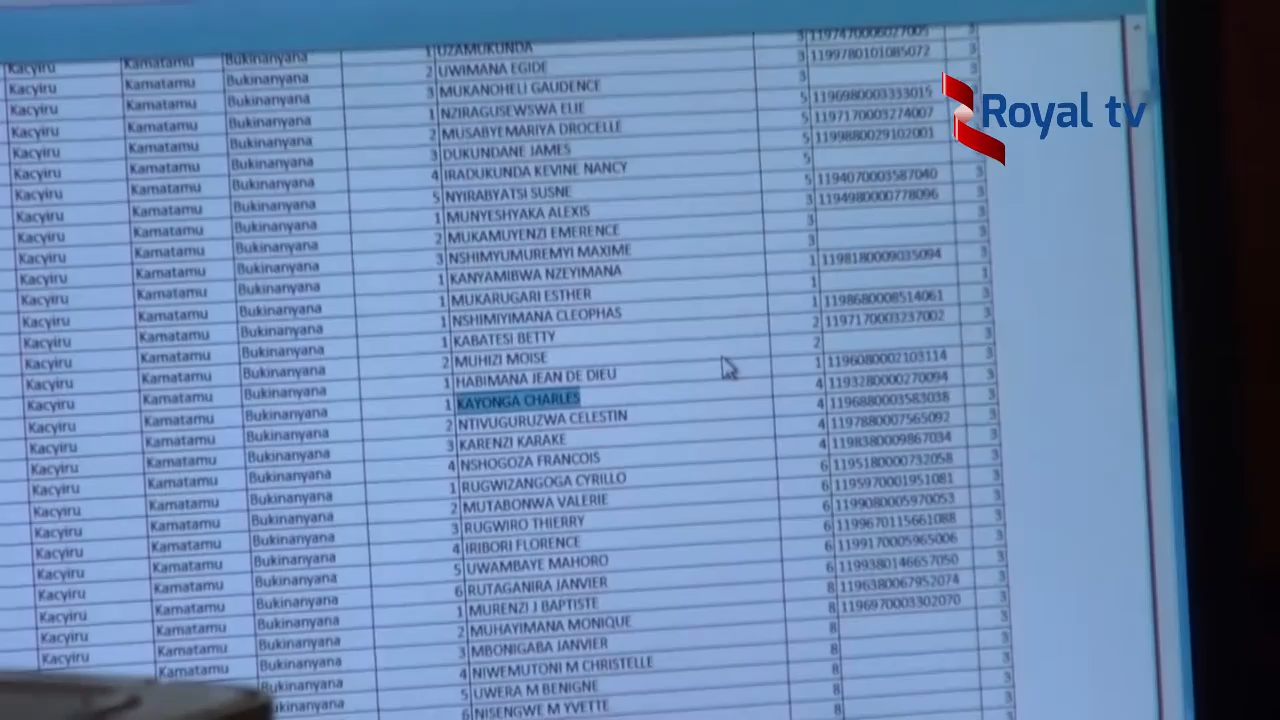 Kacyiru Kamatamu Bukinanyana 1 UZAMUKUNDA 3 1197470006027005 3
Kacyiru Kamatamu Bukinanyana 2 UWIMANA EGIDE 3 1199780101085072 3
Kacyiru Kamatamu Bukinanyana 3 MUKANOHELI GAUDENCE 3 3
Kacyiru Kamatamu Bukinanyana 1 NZIRAGUSEWSWA ELIE 5 1196980003333015
Kacyiru Kamatamu Bukinanyana 2 MUSABYEMARIYA DROCELLE 5 1197170003274007
Kacyiru Kamatamu Bukinanyana 3 DUKUNDANE JAMES 5 1199880029102001
Kacyiru Kamatamu Bukinanyana 4 IRADUKUNDA KEVINE NANCY 5
Kacyiru Kamatamu Bukinanyana 5 NYIRABYATSI SUSNE 5 1194070003587040 3
Kacyiru Kamatamu Bukinanyana 1 MUNYESHYAKA ALEXIS 3 1194980000778096 3
Kacyiru Kamatamu Bukinanyana 2 MUKAMUYENZI EMERENCE 3 3
Kacyiru Kamatamu Bukinanyana 3 NSHIMYUMUREMYI MAXIME 3 3
Kacyiru Kamatamu Bukinanyana 1 KANYAMIBWA NZEYIMANA 1 1198180009035094 3
Kacyiru Kamatamu Bukinanyana 1 MUKARUGARI ESTHER 1 1
Kacyiru Kamatamu Bukinanyana 1 NSHIMIYIMANA CLEOPHAS 1 1198680008514061 3
Kacyiru Kamatamu Bukinanyana 1 KABATESI BETTY 2 1197170003237002 3
Kacyiru Kamatamu Bukinanyana 2 MUHIZI MOISE 2 3
Kacyiru Kamatamu Bukinanyana 1 HABIMANA JEAN DE DIEU 1 1196080002103114 3
Kacyiru Kamatamu Bukinanyana 1 KAYONGA CHARLES 4 1193280000270094 3
Kacyiru Kamatamu Bukinanyana 2 NTIVUGURUZWA CELESTIN 4 1196880003583038 3
Kacyiru Kamatamu Bukinanyana 3 KARENZI KARAKE 4 1197880007565092 3
Kacyiru Kamatamu Bukinanyana 4 NSHOGOZA FRANCOIS 4 1198380009867034 3
Kacyiru Kamatamu Bukinanyana 1 RUGWIZANGOGA CYRILLO 6 1195180000732058 3
Kacyiru Kamatamu Bukinanyana 2 MUTABONWA VALERIE 6 1195970001951081 3
Kacyiru Kamatamu Bukinanyana 3 RUGWIRO THIERRY 6 1199080005970053 3
Kacyiru Kamatamu Bukinanyana 4 IRIBORI FLORENCE 6 1199670115661088 3
Kacyiru Kamatamu Bukinanyana 5 UWAMBAYE MAHORO 6 1199170005965006 3
Kacyiru Kamatamu Bukinanyana 6 RUTAGANIRA JANVIER 6 1199380146657050 3
Kacyiru Kamatamu Bukinanyana 1 MURENZI J BAPTISTE 8 1196380067952074 3
Kacyiru Kamatamu Bukinanyana 2 MUHAYIMANA MONIQUE 8 1196970003302070 3
Kamatamu Bukinanyana 3 MBONIGABA JANVIER 8 3
Bukinanyana 4 NIWEMUTONI M CHRISTELLE 8 3
Bukinanyana 5 UWERA M BENIGNE 8 3
6 NISENGWE M YVETTE 8 3
Royal tv